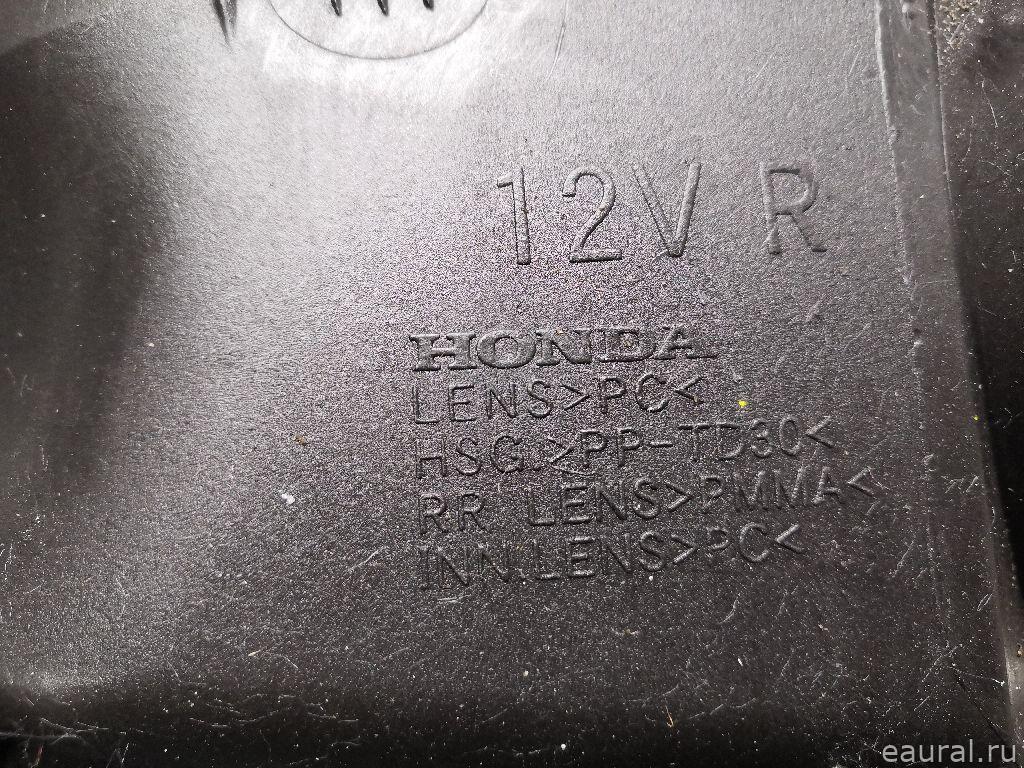 12V R
HONDA
LENS>PC<
HSG.>PP-TD30<
RR LENS>PMMA<
INN.LENS>PC<
eaural.ru